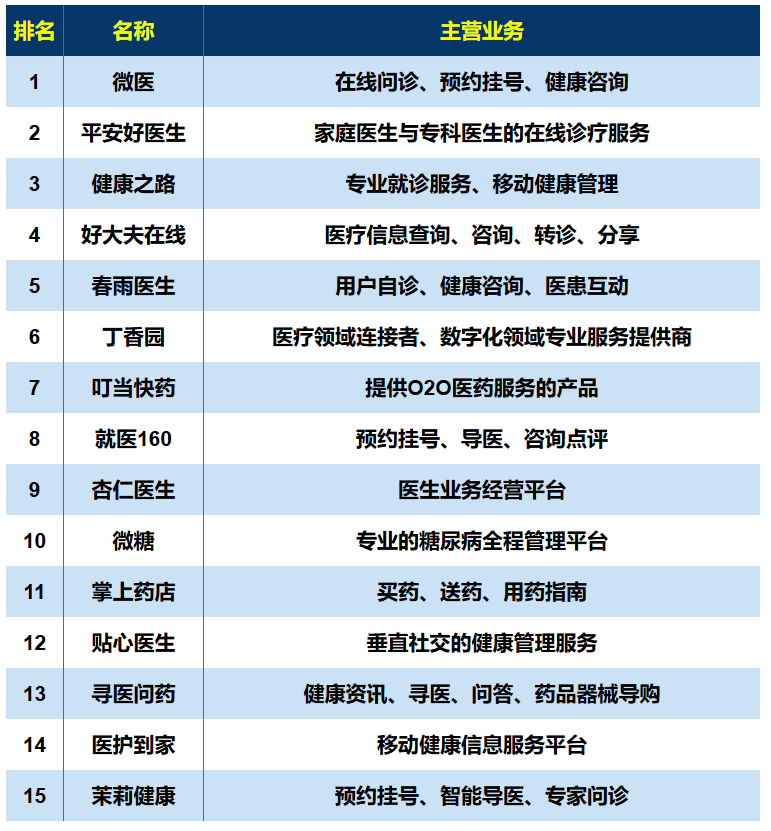 排名 名称 主营业务
1 微医 在线问诊、预约挂号、健康咨询
2 平安好医生 家庭医生与专科医生的在线诊疗服务
3 健康之路 专业就诊服务、移动健康管理
4 好大夫在线 医疗信息查询、咨询、转诊、分享
5 春雨医生 用户自诊、健康咨询、医患互动
6 丁香园 医疗领域连接者、数字化领域专业服务提供商
7 叮当快药 提供O2O医药服务的产品
8 就医160 预约挂号、导医、咨询点评
9 杏仁医生 医生业务经营平台
10 微糖 专业的糖尿病全程管理平台
11 掌上药店 买药、送药、用药指南
12 贴心医生 垂直社交的健康管理服务
13 寻医问药 健康资讯、寻医、问答、药品器械导购
14 医护到家 移动健康信息服务平台
15 茉莉健康 预约挂号、智能导医、专家问诊